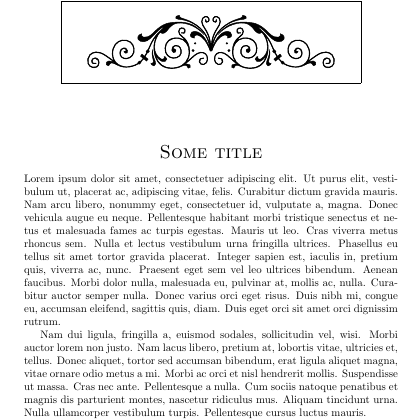 Some title
Lorem ipsum dolor sit amet, consectetuer adipiscing elit. Ut purus elit, vesti-
bulum ut, placerat ac, adipiscing vitae, felis. Curabitur dictum gravida mauris.
Nam arcu libero, nonummy eget, consectetuer id, vulputate a, magna. Donec
vehicula augue eu neque. Pellentesque habitant morbi tristique senectus et ne-
tus et malesuada fames ac turpis egestas. Mauris ut leo. Cras viverra metus
rhoncus sem. Nulla et lectus vestibulum urna fringilla ultrices. Phasellus eu
tellus sit amet tortor gravida placerat. Integer sapien est, iaculis in, pretium
quis, viverra ac, nunc. Praesent eget sem vel leo ultrices bibendum. Aenean
faucibus. Morbi dolor nulla, malesuada eu, pulvinar at, mollis ac, nulla. Cura-
bitur auctor semper nulla. Donec varius orci eget risus. Duis nibh mi, congue
eu, accumsan eleifend, sagittis quis, diam. Duis eget orci sit amet orci dignissim
rutrum.
Nam dui ligula, fringilla a, euismod sodales, sollicitudin vel, wisi. Morbi
auctor lorem non justo. Nam lacus libero, pretium at, lobortis vitae, ultricies et,
tellus. Donec aliquet, tortor sed accumsan bibendum, erat ligula aliquet magna,
vitae ornare odio metus a mi. Morbi ac orci et nisl hendrerit mollis. Suspendisse
ut massa. Cras nec ante. Pellentesque a nulla. Cum sociis natoque penatibus et
magnis dis parturient montes, nascetur ridiculus mus. Aliquam tincidunt urna.
Nulla ullamcorper vestibulum turpis. Pellentesque cursus luctus mauris.